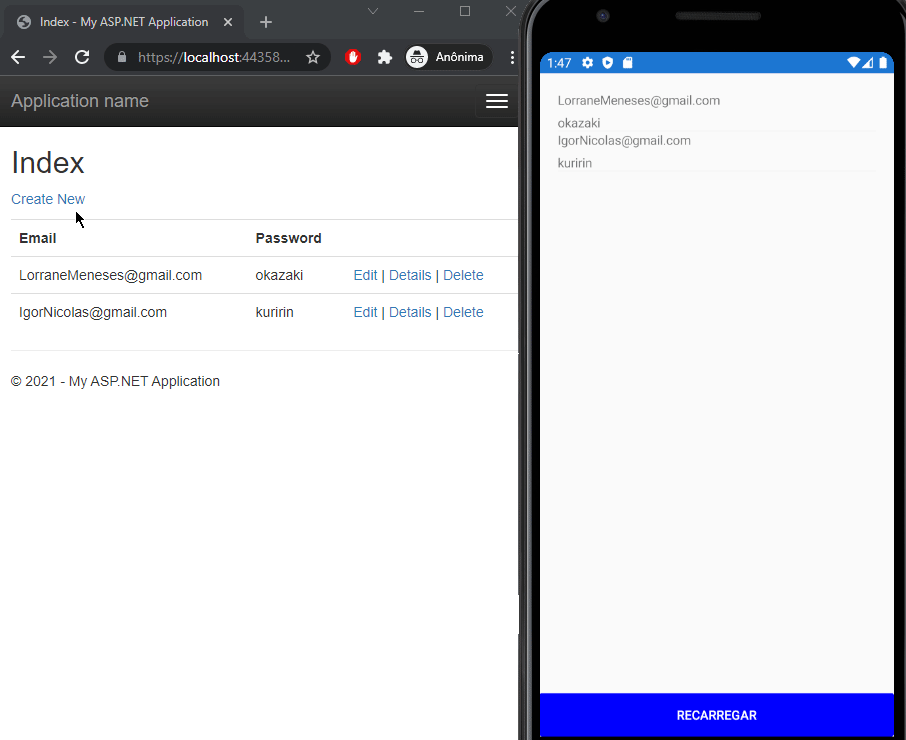 Index - My ASP.NET Application
https://localhost:44358...
Anônima
Application name
Index
Create New
Email Password
LorraneMeneses@gmail.com okazaki Edit | Details | Delete
IgorNicolas@gmail.com kuririn Edit | Details | Delete
© 2021 - My ASP.NET Application
1:47
LorraneMeneses@gmail.com
okazaki
IgorNicolas@gmail.com
kuririn
RECARREGAR